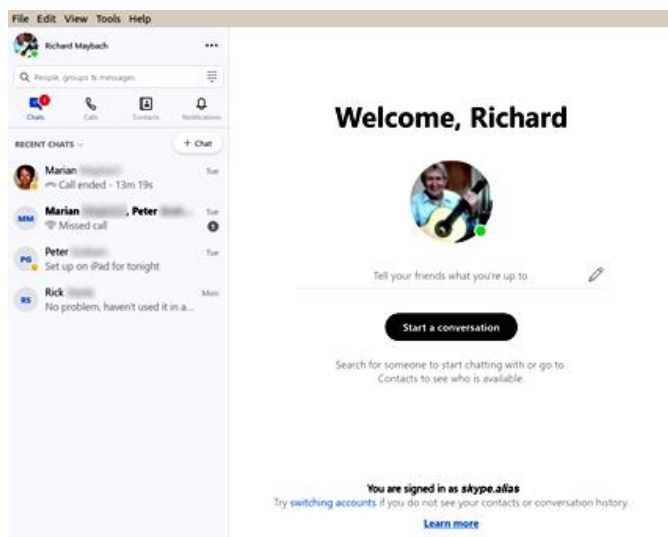 File Edit View Tools Help
Richard Maybach
People, groups & messages
Chats Calls Contacts Notifications
RECENT CHATS
+ Chat
Marian
Tue
Call ended - 13m 19s
MM
Marian , Peter
Tue
Missed call
PG
Peter
Tue
Set up on iPad for tonight
RS
Rick
Mon
No problem, haven't used it in a...
Welcome, Richard
Tell your friends what you're up to
Start a conversation
Search for someone to start chatting with or go to
Contacts to see who is available.
You are signed in as skype.alias
Try switching accounts if you do not see your contacts or conversation history.
Learn more